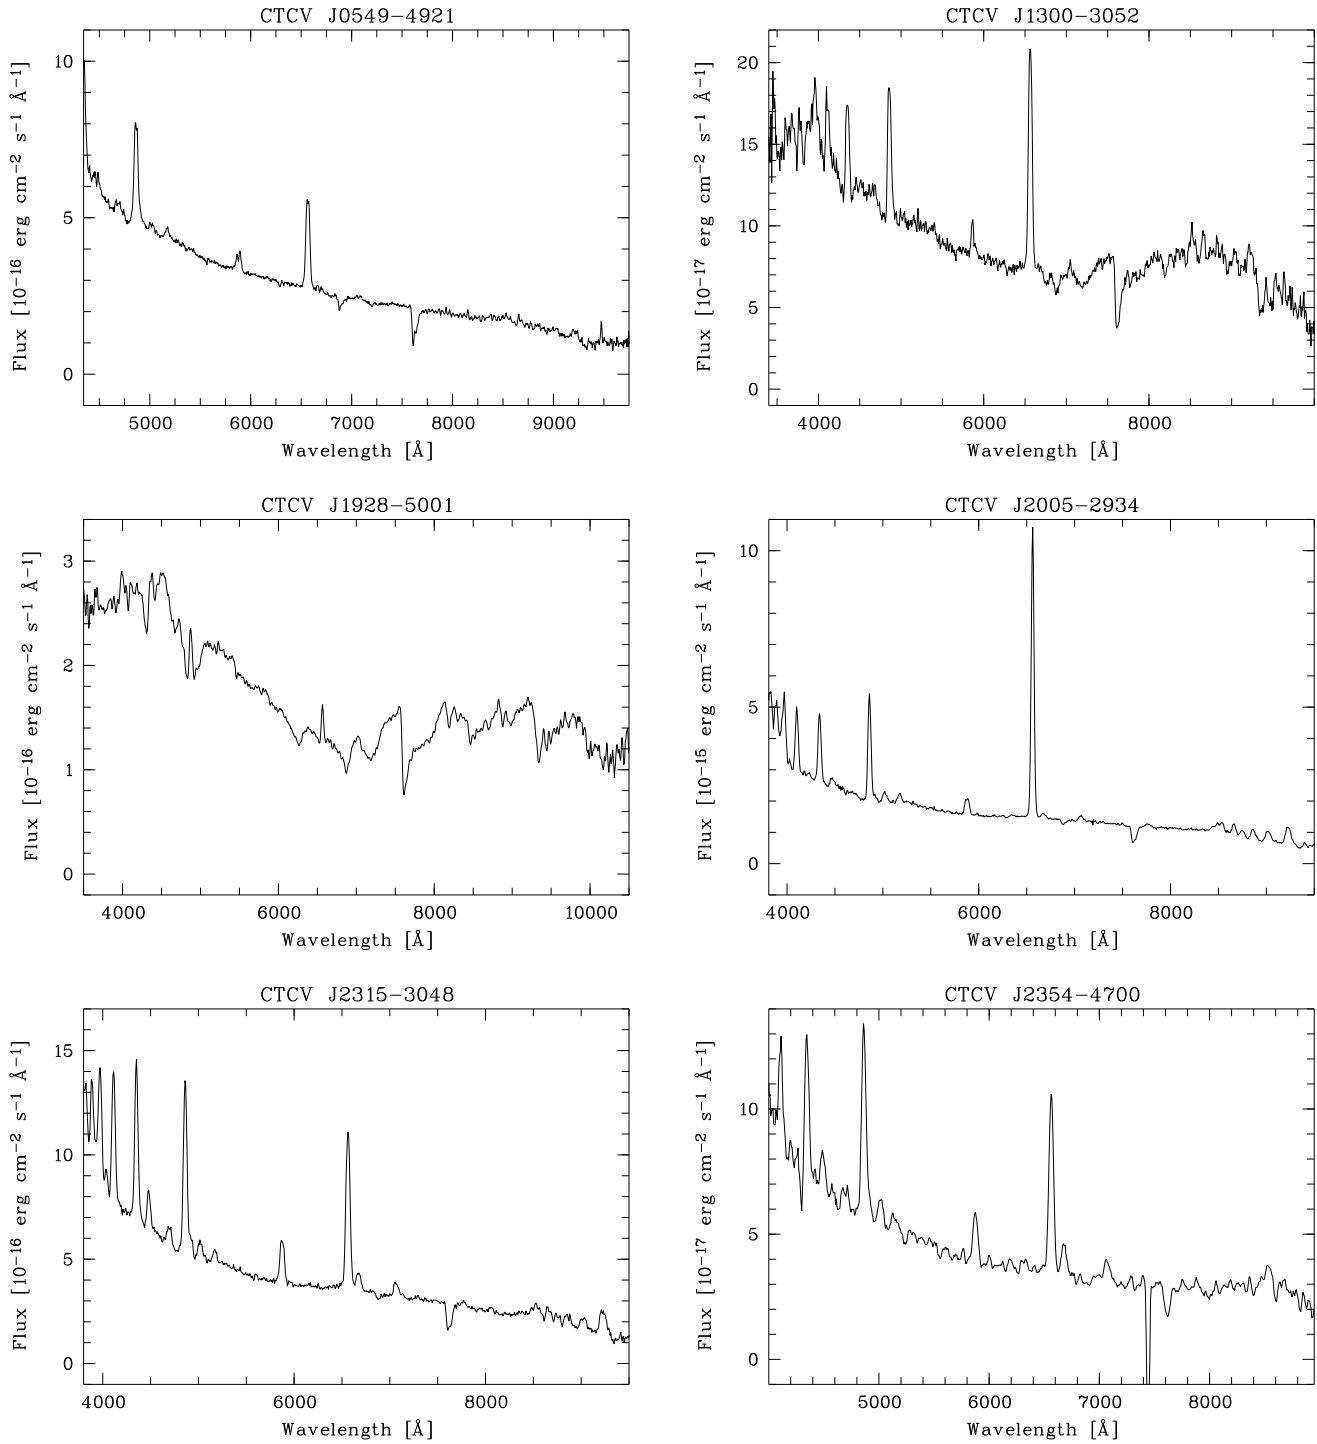 CTCV J0549−4921
10
5
0
Flux [10−16 erg cm−2 s−1 Å−1]
5000 6000 7000 8000 9000
Wavelength [Å]
CTCV J1300−3052
20
15
10
5
0
Flux [10−17 erg cm−2 s−1 Å−1]
4000 6000 8000
Wavelength [Å]
CTCV J1928−5001
3
2
1
0
Flux [10−16 erg cm−2 s−1 Å−1]
4000 6000 8000 10000
Wavelength [Å]
CTCV J2005−2934
10
5
0
Flux [10−15 erg cm−2 s−1 Å−1]
4000 6000 8000
Wavelength [Å]
CTCV J2315−3048
15
10
5
0
Flux [10−16 erg cm−2 s−1 Å−1]
4000 6000 8000
Wavelength [Å]
CTCV J2354−4700
10
5
0
Flux [10−17 erg cm−2 s−1 Å−1]
5000 6000 7000 8000
Wavelength [Å]